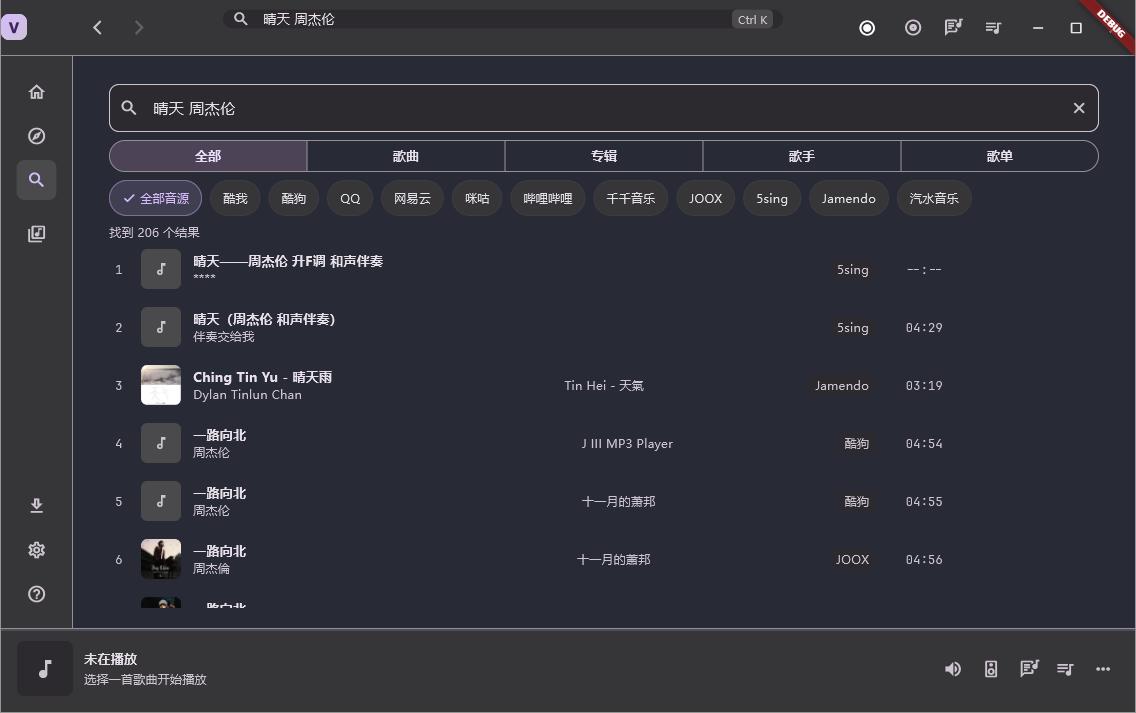 V
晴天 周杰伦
Ctrl K
DEBUG
晴天 周杰伦
全部 歌曲 专辑 歌手 歌单
全部音源 酷我 酷狗 QQ 网易云 咪咕 哔哩哔哩 千千音乐 JOOX 5sing Jamendo 汽水音乐
找到 206 个结果
1 晴天——周杰伦 升F调 和声伴奏 5sing --:--
****
2 晴天（周杰伦 和声伴奏） 5sing 04:29
伴奏交给我
3 Ching Tin Yu - 晴天雨 Tin Hei - 天氣 Jamendo 03:19
Dylan Tinlun Chan
4 一路向北 J III MP3 Player 酷狗 04:54
周杰伦
5 一路向北 十一月的萧邦 酷狗 04:55
周杰伦
6 一路向北 十一月的蕭邦 JOOX 04:56
周杰倫
一路向北
未在播放
选择一首歌曲开始播放